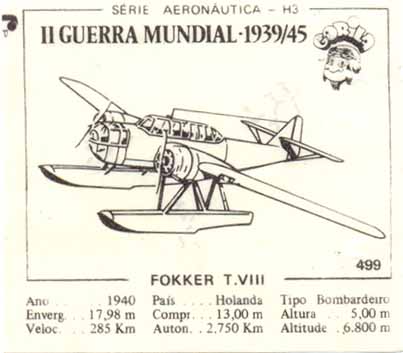 SÉRIE AERONÁUTICA - H3
II GUERRA MUNDIAL·1939/45
GORILA
499
FOKKER T.VIII
Ano . . . . . 1940 País . . . . Holanda Tipo Bombardeiro
Enverg. . . . 17,98 m Compr. . . . 13,00 m Altura . . . 5,00 m
Veloc. . . 285 Km Auton. . 2.750 Km Altitude . 6.800 m